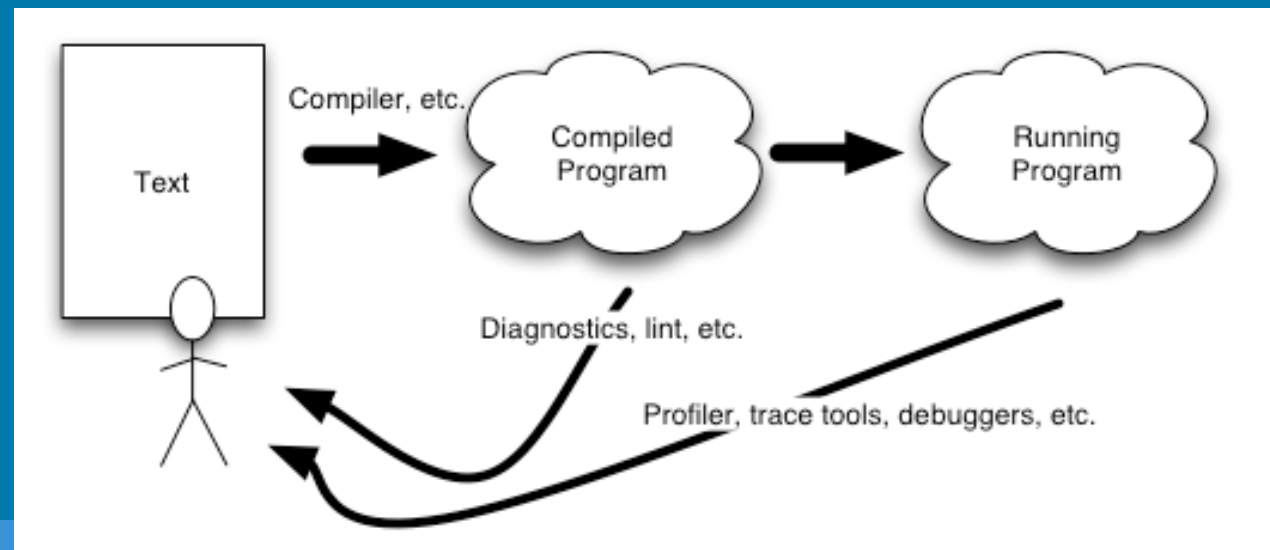 Compiler, etc.
Text
Compiled
Program
Running
Program
Diagnostics, lint, etc.
Profiler, trace tools, debuggers, etc.